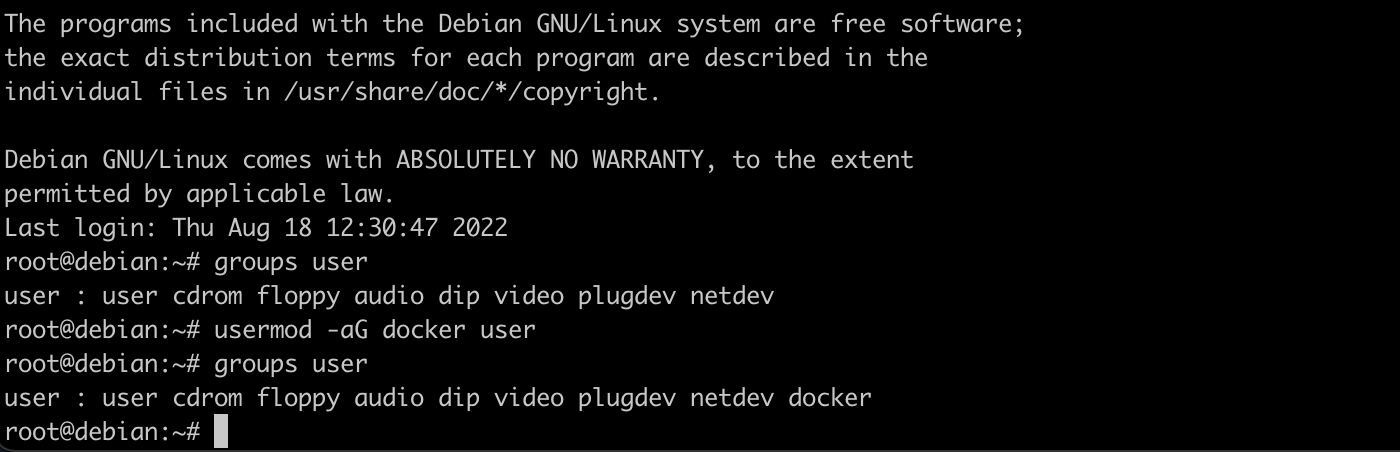 The programs included with the Debian GNU/Linux system are free software;
the exact distribution terms for each program are described in the
individual files in /usr/share/doc/*/copyright.

Debian GNU/Linux comes with ABSOLUTELY NO WARRANTY, to the extent
permitted by applicable law.
Last login: Thu Aug 18 12:30:47 2022
root@debian:~# groups user
user : user cdrom floppy audio dip video plugdev netdev
root@debian:~# usermod -aG docker user
root@debian:~# groups user
user : user cdrom floppy audio dip video plugdev netdev docker
root@debian:~#